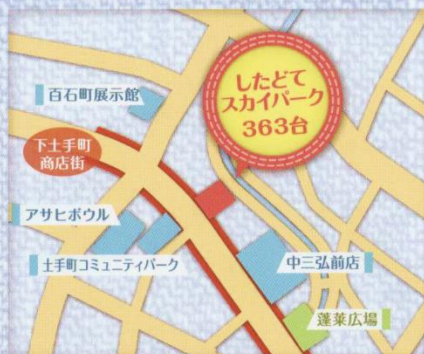 百石町展示館
したどて
スカイパーク
363台
下土手町
商店街
アサヒボウル
土手町コミュニティパーク
中三弘前店
蓬莱広場